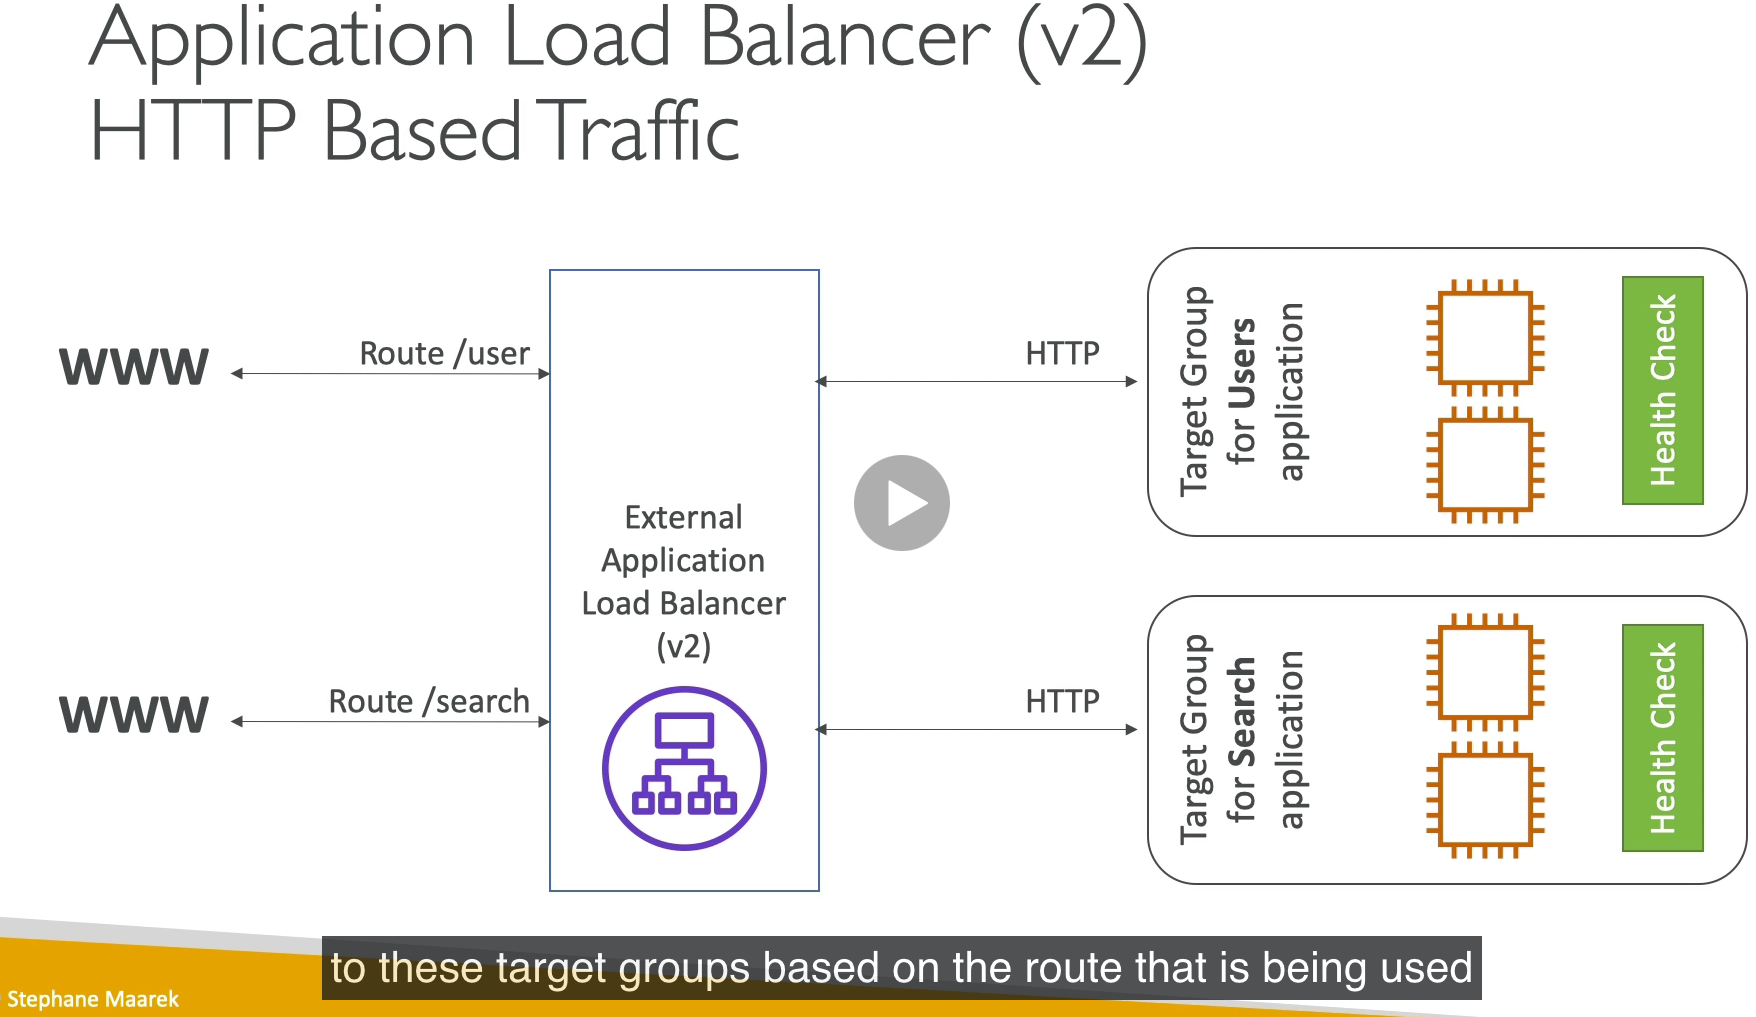 Application Load Balancer (v2)
HTTP Based Traffic
WWW
Route /user
HTTP
Target Group
for Users
application
Health Check
External
Application
Load Balancer
(v2)
WWW
Route /search
HTTP
Target Group
for Search
application
Health Check
to these target groups based on the route that is being used
Stephane Maarek